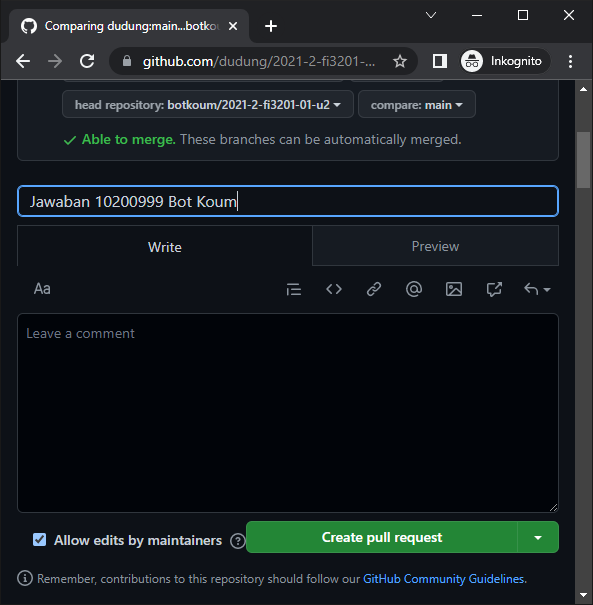 Comparing dudung:main...botkou
github.com/dudung/2021-2-fi3201-...
Inkognito
head repository: botkoum/2021-2-fi3201-01-u2
compare: main
Able to merge. These branches can be automatically merged.
Jawaban 10200999 Bot Koum
Write
Preview
Aa
Leave a comment
Allow edits by maintainers
Create pull request
Remember, contributions to this repository should follow our GitHub Community Guidelines.